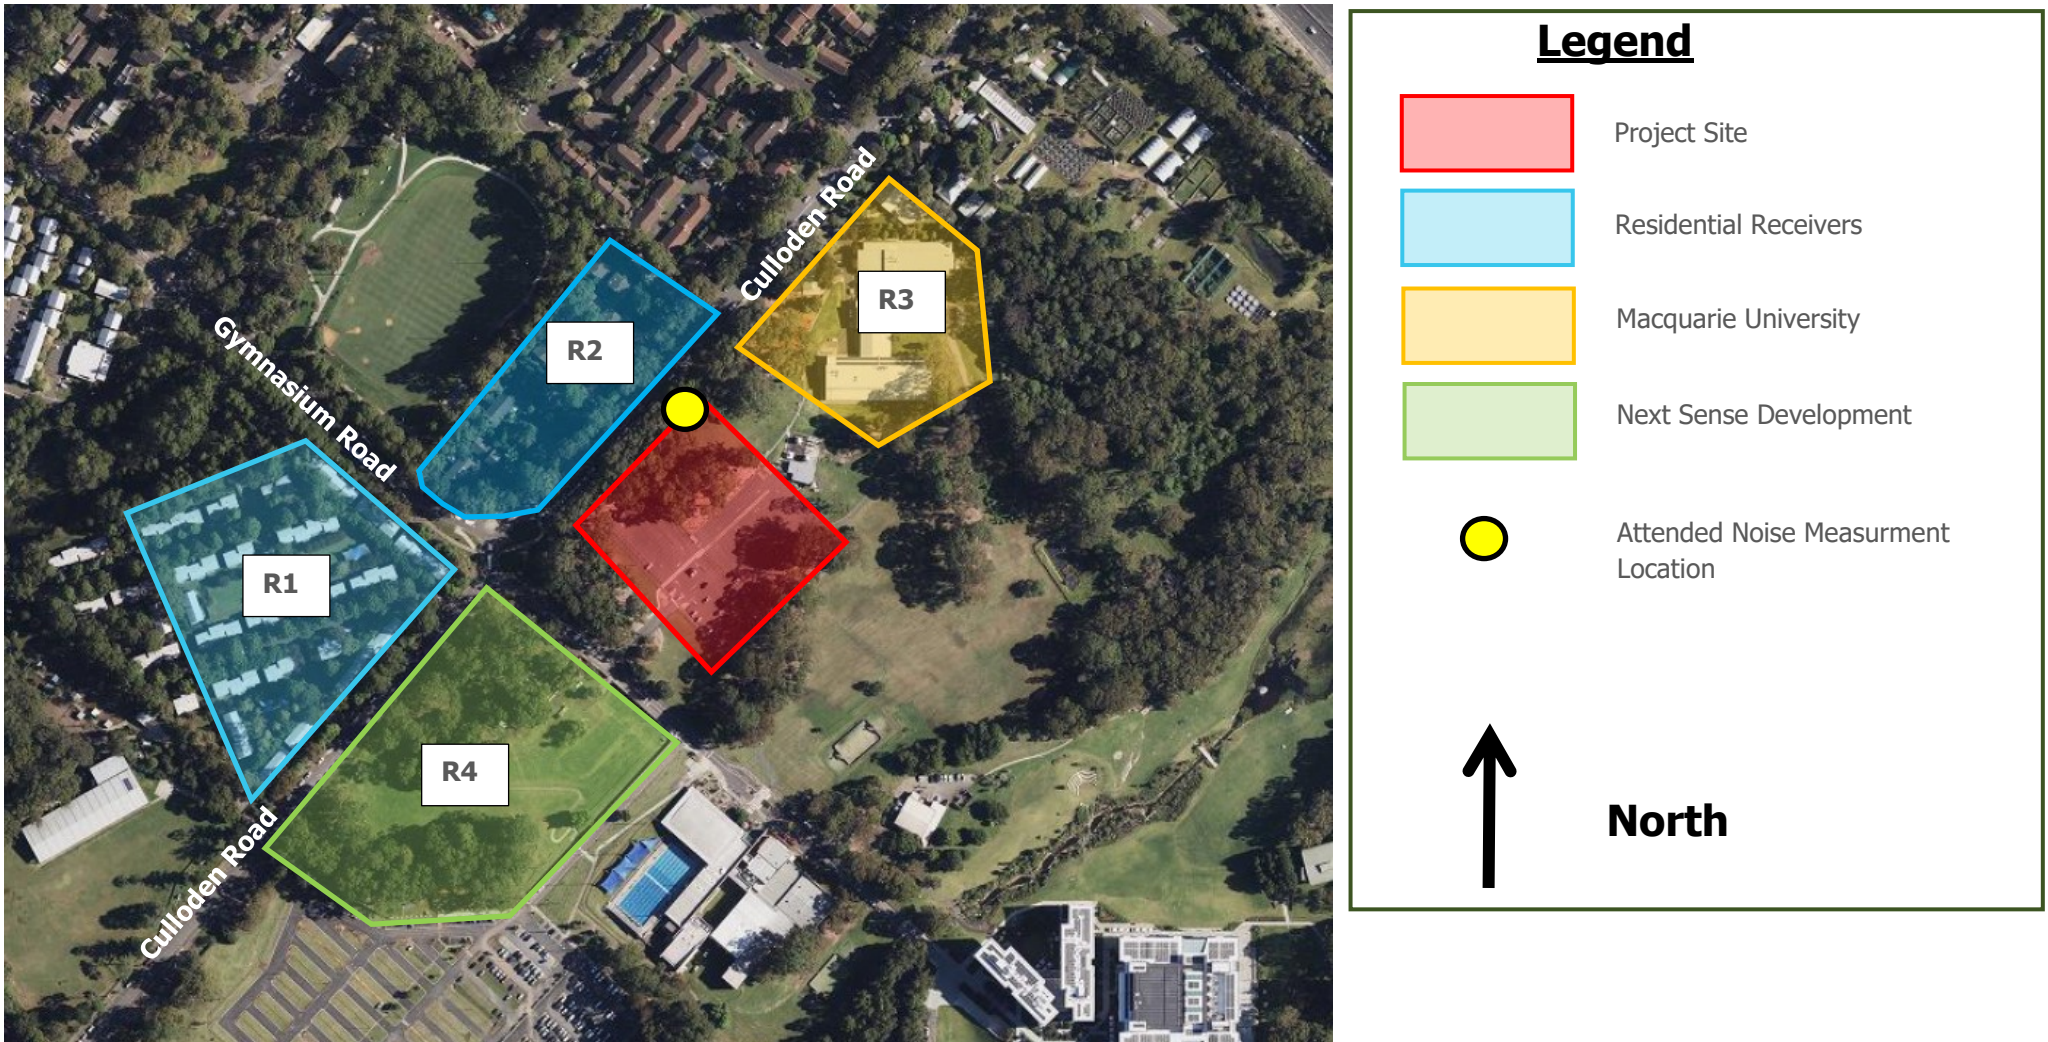 Culloden Road
R3
R2
Gymnasium Road
R1
R4
Culloden Road
Legend
Project Site
Residential Receivers
Macquarie University
Next Sense Development
Attended Noise Measurment
Location
North